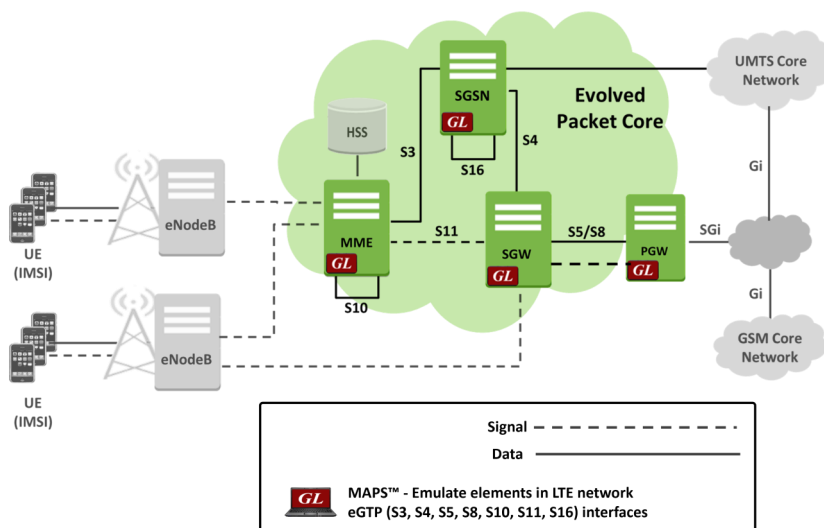 UMTS Core
Network
SGSN
GL
Evolved
Packet Core
HSS
S3
S4
S16
Gi
eNodeB
UE
(IMSI)
MME
GL
S11
SGW
GL
S5/S8
PGW
GL
SGi
S10
Gi
eNodeB
GSM Core
Network
UE
(IMSI)
Signal
Data
GL
MAPS™ - Emulate elements in LTE network
eGTP (S3, S4, S5, S8, S10, S11, S16) interfaces